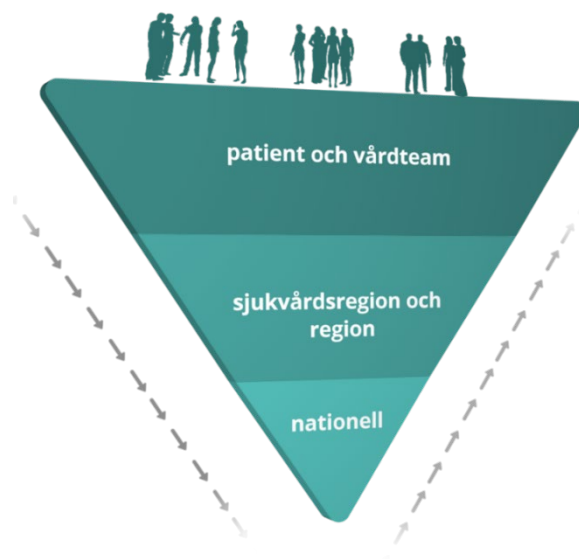 patient och vårdteam
sjukvårdsregion och
region
nationell